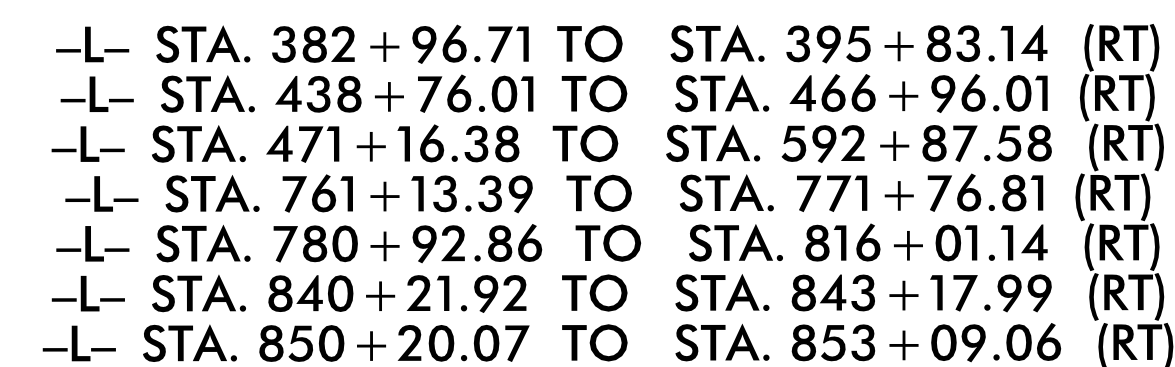 –L– STA. 382+96.71 TO STA. 395+83.14 (RT)
–L– STA. 438+76.01 TO STA. 466+96.01 (RT)
–L– STA. 471+16.38 TO STA. 592+87.58 (RT)
–L– STA. 761+13.39 TO STA. 771+76.81 (RT)
–L– STA. 780+92.86 TO STA. 816+01.14 (RT)
–L– STA. 840+21.92 TO STA. 843+17.99 (RT)
–L– STA. 850+20.07 TO STA. 853+09.06 (RT)